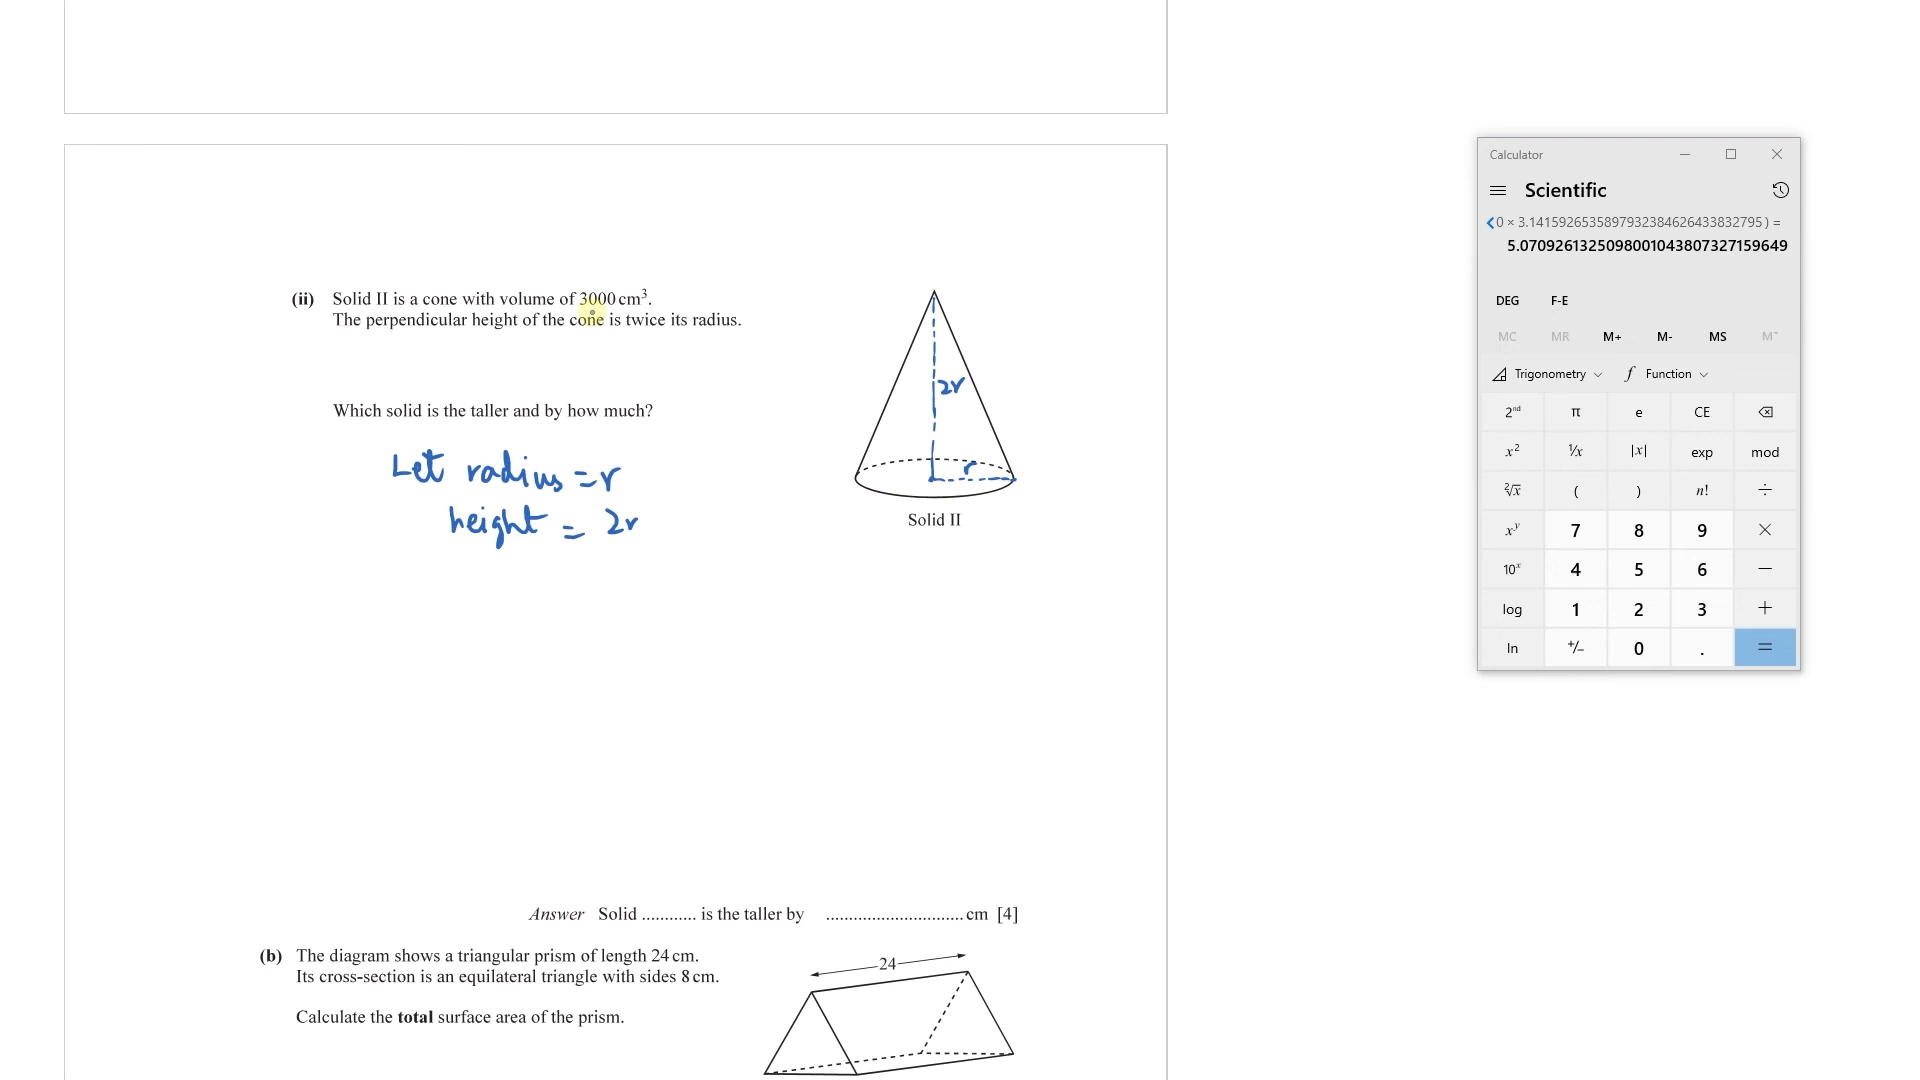 (ii) Solid II is a cone with volume of 3000 cm³.
The perpendicular height of the cone is twice its radius.
Which solid is the taller and by how much?
Let radius = r
height = 2r
2r
r
Solid II
Answer Solid ............ is the taller by .............................. cm [4]
(b) The diagram shows a triangular prism of length 24 cm.
Its cross-section is an equilateral triangle with sides 8 cm.
Calculate the total surface area of the prism.
24
Calculator
Scientific
0 × 3.1415926535897932384626433832795 ) =
5.0709261325098001043807327159649
DEG F-E
MC MR M+ M- MS M˅
Trigonometry f Function
2ⁿᵈ π e CE
x² ¹/x |x| exp mod
²√x ( ) n! ÷
xʸ 7 8 9 ×
10ˣ 4 5 6 −
log 1 2 3 +
ln +/− 0 . =